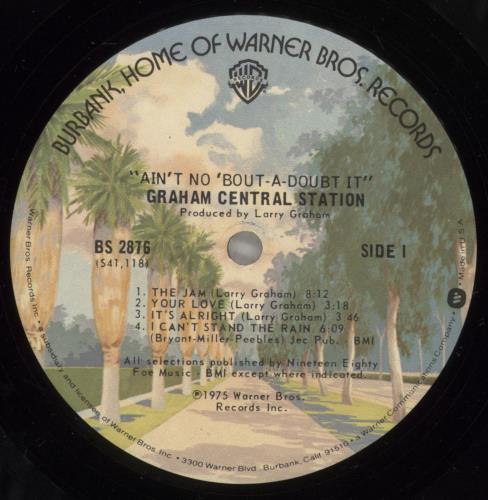 BURBANK, HOME OF WARNER BROS. RECORDS
WB
RECORDS
"AIN'T NO 'BOUT-A-DOUBT IT"
GRAHAM CENTRAL STATION
Produced by Larry Graham
BS 2876
(S41,118)
SIDE I
1. THE JAM (Larry Graham) 8:12
2. YOUR LOVE (Larry Graham) 3:18
3. IT'S ALRIGHT (Larry Graham) 3:46
4. I CAN'T STAND THE RAIN 6:09
(Bryant-Miller-Peebles) Jec Pub. BMI
All selections published by Nineteen Eighty
Foe Music - BMI except where indicated.
℗1975 Warner Bros.
Records Inc.
Warner Bros. Records Inc., a subsidiary and licensee of Warner Bros. Inc. • 3300 Warner Blvd., Burbank, Calif. 91510 • a Warner Communications Company • W • Made in U.S.A.